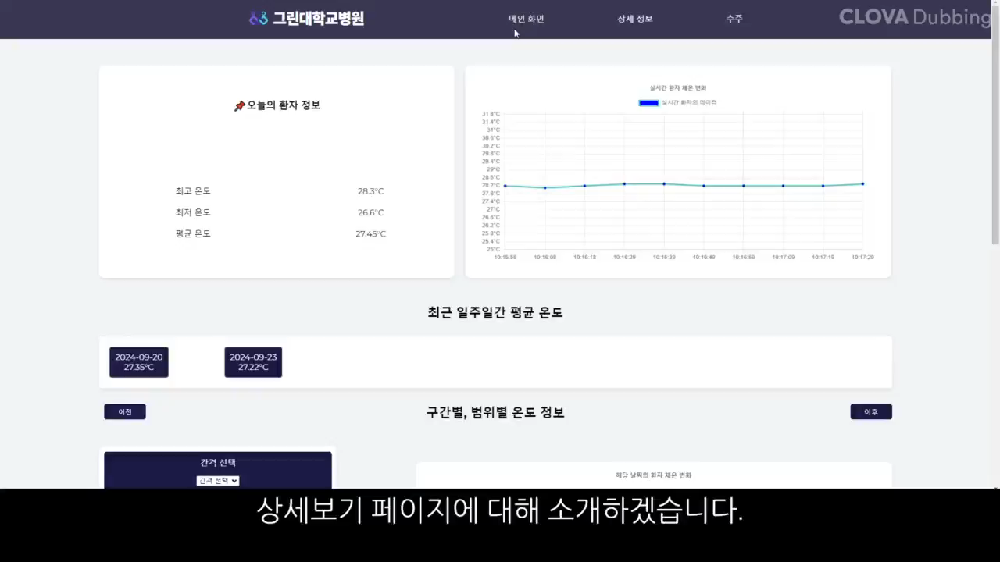 그린대학교병원
메인 화면
상세 정보
수주
CLOVA Dubbing
📌오늘의 환자 정보
최고 온도 28.3°C
최저 온도 26.6°C
평균 온도 27.45°C
실시간 환자 체온 변화
실시간 환자의 데이터
31.8°C
31.4°C
31°C
30.6°C
30.2°C
29.8°C
29.4°C
29°C
28.6°C
28.2°C
27.8°C
27.4°C
27°C
26.6°C
26.2°C
25.8°C
25.4°C
25°C
10:15:58 10:16:08 10:16:18 10:16:29 10:16:39 10:16:49 10:16:59 10:17:09 10:17:19 10:17:29
최근 일주일간 평균 온도
2024-09-20
27.35°C
2024-09-23
27.22°C
이전
구간별, 범위별 온도 정보
이후
간격 선택
간격 선택
해당 날짜의 환자 체온 변화
상세보기 페이지에 대해 소개하겠습니다.